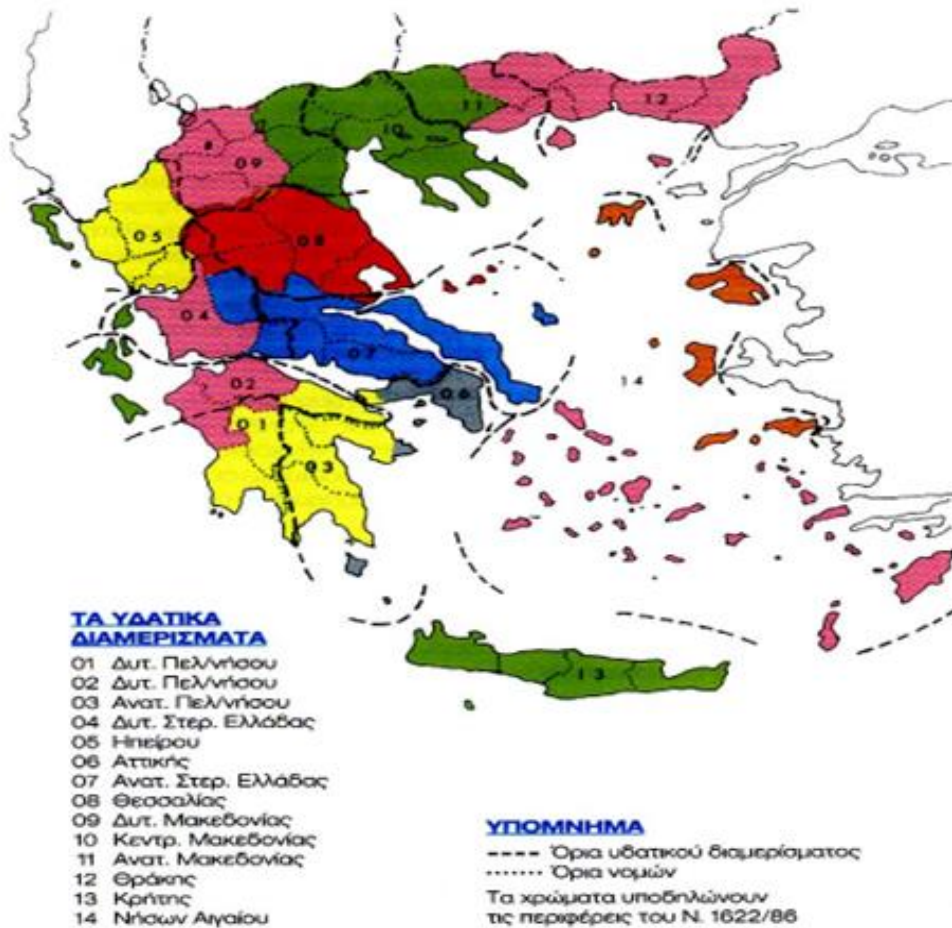 12
11
10
09
05
08
04
07
02
06
14
01
03
13
ΤΑ ΥΔΑΤΙΚΑ
ΔΙΑΜΕΡΙΣΜΑΤΑ
01 Δυτ. Πελ/νήσου
02 Δυτ. Πελ/νήσου
03 Ανατ. Πελ/νήσου
04 Δυτ. Στερ. Ελλάδας
05 Ηπείρου
06 Αττικής
07 Ανατ. Στερ. Ελλάδας
08 Θεσσαλίας
09 Δυτ. Μακεδονίας
10 Κεντρ. Μακεδονίας
11 Ανατ. Μακεδονίας
12 Θράκης
13 Κρήτης
14 Νήσων Αιγαίου
ΥΠΟΜΝΗΜΑ
Όρια υδατικού διαμερίσματος
Όρια νομών
Τα χρώματα υποδηλώνουν
τις περιφέρεις του Ν. 1622/86